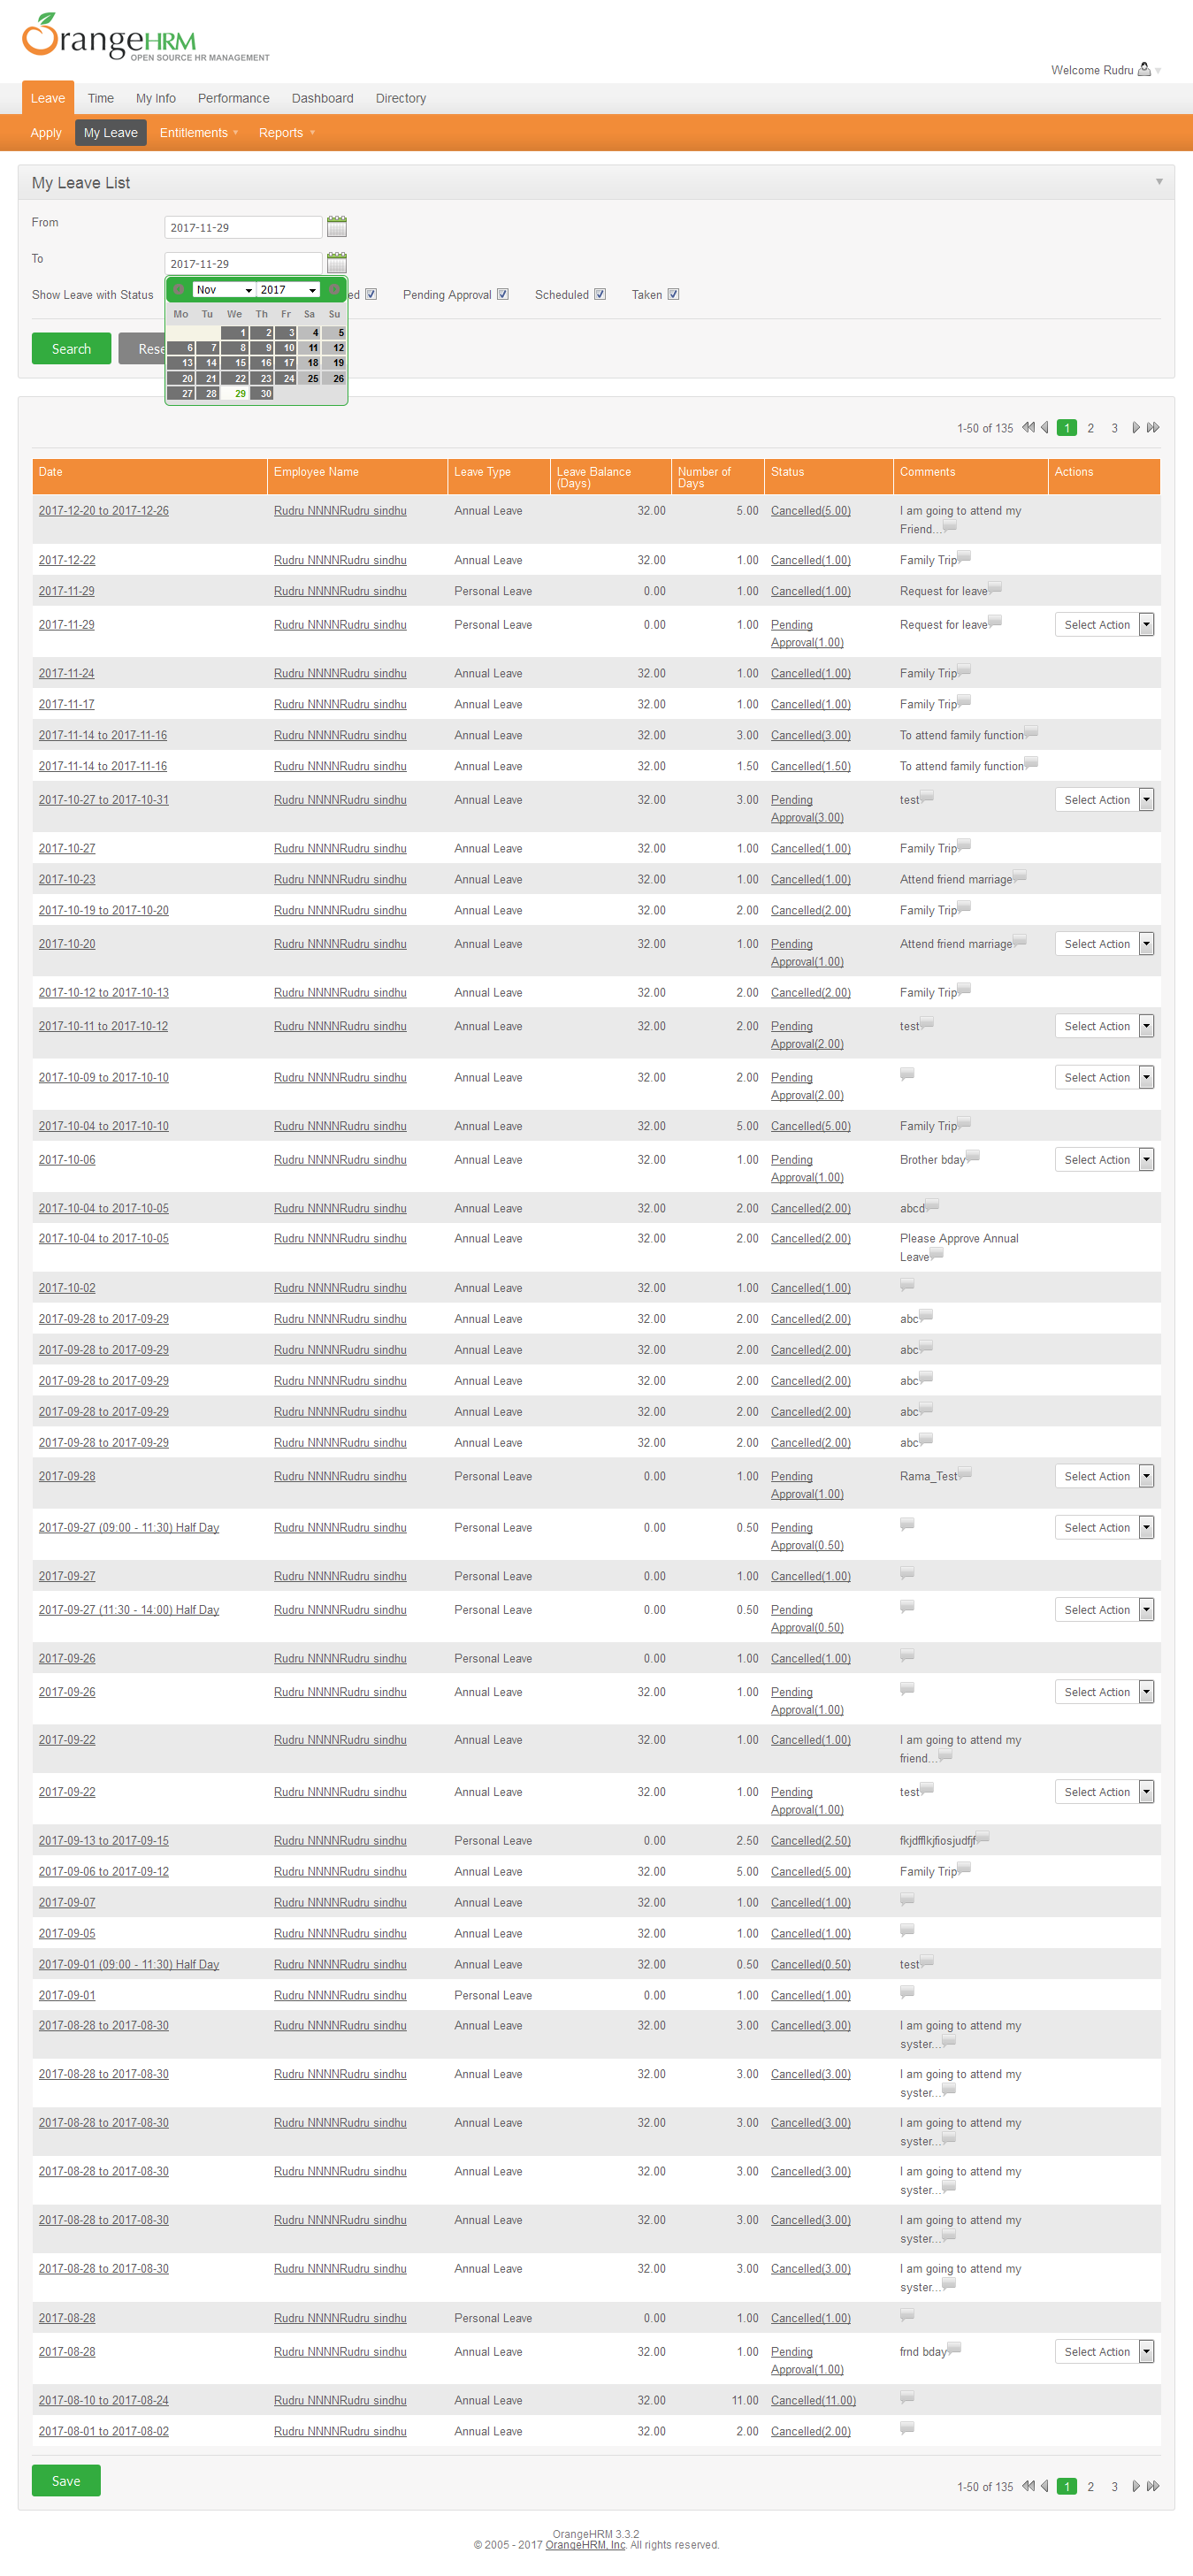 OrangeHRM
OPEN SOURCE HR MANAGEMENT
Welcome Rudru
Leave Time My Info Performance Dashboard Directory
Apply My Leave Entitlements Reports
My Leave List
From 2017-11-29
To 2017-11-29
Show Leave with Status ed Pending Approval Scheduled Taken
Nov 2017
Mo Tu We Th Fr Sa Su
1 2 3 4 5
6 7 8 9 10 11 12
13 14 15 16 17 18 19
20 21 22 23 24 25 26
27 28 29 30
Search Rese
1-50 of 135 1 2 3
Date Employee Name Leave Type Leave Balance (Days) Number of Days Status Comments Actions
2017-12-20 to 2017-12-26 Rudru NNNNRudru sindhu Annual Leave 32.00 5.00 Cancelled(5.00) I am going to attend my Friend...
2017-12-22 Rudru NNNNRudru sindhu Annual Leave 32.00 1.00 Cancelled(1.00) Family Trip
2017-11-29 Rudru NNNNRudru sindhu Personal Leave 0.00 1.00 Cancelled(1.00) Request for leave
2017-11-29 Rudru NNNNRudru sindhu Personal Leave 0.00 1.00 Pending Approval(1.00) Request for leave Select Action
2017-11-24 Rudru NNNNRudru sindhu Annual Leave 32.00 1.00 Cancelled(1.00) Family Trip
2017-11-17 Rudru NNNNRudru sindhu Annual Leave 32.00 1.00 Cancelled(1.00) Family Trip
2017-11-14 to 2017-11-16 Rudru NNNNRudru sindhu Annual Leave 32.00 3.00 Cancelled(3.00) To attend family function
2017-11-14 to 2017-11-16 Rudru NNNNRudru sindhu Annual Leave 32.00 1.50 Cancelled(1.50) To attend family function
2017-10-27 to 2017-10-31 Rudru NNNNRudru sindhu Annual Leave 32.00 3.00 Pending Approval(3.00) test Select Action
2017-10-27 Rudru NNNNRudru sindhu Annual Leave 32.00 1.00 Cancelled(1.00) Family Trip
2017-10-23 Rudru NNNNRudru sindhu Annual Leave 32.00 1.00 Cancelled(1.00) Attend friend marriage
2017-10-19 to 2017-10-20 Rudru NNNNRudru sindhu Annual Leave 32.00 2.00 Cancelled(2.00) Family Trip
2017-10-20 Rudru NNNNRudru sindhu Annual Leave 32.00 1.00 Pending Approval(1.00) Attend friend marriage Select Action
2017-10-12 to 2017-10-13 Rudru NNNNRudru sindhu Annual Leave 32.00 2.00 Cancelled(2.00) Family Trip
2017-10-11 to 2017-10-12 Rudru NNNNRudru sindhu Annual Leave 32.00 2.00 Pending Approval(2.00) test Select Action
2017-10-09 to 2017-10-10 Rudru NNNNRudru sindhu Annual Leave 32.00 2.00 Pending Approval(2.00) Select Action
2017-10-04 to 2017-10-10 Rudru NNNNRudru sindhu Annual Leave 32.00 5.00 Cancelled(5.00) Family Trip
2017-10-06 Rudru NNNNRudru sindhu Annual Leave 32.00 1.00 Pending Approval(1.00) Brother bday Select Action
2017-10-04 to 2017-10-05 Rudru NNNNRudru sindhu Annual Leave 32.00 2.00 Cancelled(2.00) abcd
2017-10-04 to 2017-10-05 Rudru NNNNRudru sindhu Annual Leave 32.00 2.00 Cancelled(2.00) Please Approve Annual Leave
2017-10-02 Rudru NNNNRudru sindhu Annual Leave 32.00 1.00 Cancelled(1.00)
2017-09-28 to 2017-09-29 Rudru NNNNRudru sindhu Annual Leave 32.00 2.00 Cancelled(2.00) abc
2017-09-28 to 2017-09-29 Rudru NNNNRudru sindhu Annual Leave 32.00 2.00 Cancelled(2.00) abc
2017-09-28 to 2017-09-29 Rudru NNNNRudru sindhu Annual Leave 32.00 2.00 Cancelled(2.00) abc
2017-09-28 to 2017-09-29 Rudru NNNNRudru sindhu Annual Leave 32.00 2.00 Cancelled(2.00) abc
2017-09-28 to 2017-09-29 Rudru NNNNRudru sindhu Annual Leave 32.00 2.00 Cancelled(2.00) abc
2017-09-28 Rudru NNNNRudru sindhu Personal Leave 0.00 1.00 Pending Approval(1.00) Rama_Test Select Action
2017-09-27 (09:00 - 11:30) Half Day Rudru NNNNRudru sindhu Personal Leave 0.00 0.50 Pending Approval(0.50) Select Action
2017-09-27 Rudru NNNNRudru sindhu Personal Leave 0.00 1.00 Cancelled(1.00)
2017-09-27 (11:30 - 14:00) Half Day Rudru NNNNRudru sindhu Personal Leave 0.00 0.50 Pending Approval(0.50) Select Action
2017-09-26 Rudru NNNNRudru sindhu Personal Leave 0.00 1.00 Cancelled(1.00)
2017-09-26 Rudru NNNNRudru sindhu Annual Leave 32.00 1.00 Pending Approval(1.00) Select Action
2017-09-22 Rudru NNNNRudru sindhu Annual Leave 32.00 1.00 Cancelled(1.00) I am going to attend my friend...
2017-09-22 Rudru NNNNRudru sindhu Annual Leave 32.00 1.00 Pending Approval(1.00) test Select Action
2017-09-13 to 2017-09-15 Rudru NNNNRudru sindhu Personal Leave 0.00 2.50 Cancelled(2.50) fkjdfflkjfiosjudfjf
2017-09-06 to 2017-09-12 Rudru NNNNRudru sindhu Annual Leave 32.00 5.00 Cancelled(5.00) Family Trip
2017-09-07 Rudru NNNNRudru sindhu Annual Leave 32.00 1.00 Cancelled(1.00)
2017-09-05 Rudru NNNNRudru sindhu Annual Leave 32.00 1.00 Cancelled(1.00)
2017-09-01 (09:00 - 11:30) Half Day Rudru NNNNRudru sindhu Annual Leave 32.00 0.50 Cancelled(0.50) test
2017-09-01 Rudru NNNNRudru sindhu Personal Leave 0.00 1.00 Cancelled(1.00)
2017-08-28 to 2017-08-30 Rudru NNNNRudru sindhu Annual Leave 32.00 3.00 Cancelled(3.00) I am going to attend my syster...
2017-08-28 to 2017-08-30 Rudru NNNNRudru sindhu Annual Leave 32.00 3.00 Cancelled(3.00) I am going to attend my syster...
2017-08-28 to 2017-08-30 Rudru NNNNRudru sindhu Annual Leave 32.00 3.00 Cancelled(3.00) I am going to attend my syster...
2017-08-28 to 2017-08-30 Rudru NNNNRudru sindhu Annual Leave 32.00 3.00 Cancelled(3.00) I am going to attend my syster...
2017-08-28 to 2017-08-30 Rudru NNNNRudru sindhu Annual Leave 32.00 3.00 Cancelled(3.00) I am going to attend my syster...
2017-08-28 to 2017-08-30 Rudru NNNNRudru sindhu Annual Leave 32.00 3.00 Cancelled(3.00) I am going to attend my syster...
2017-08-28 Rudru NNNNRudru sindhu Personal Leave 0.00 1.00 Cancelled(1.00)
2017-08-28 Rudru NNNNRudru sindhu Annual Leave 32.00 1.00 Pending Approval(1.00) frnd bday Select Action
2017-08-10 to 2017-08-24 Rudru NNNNRudru sindhu Annual Leave 32.00 11.00 Cancelled(11.00)
2017-08-01 to 2017-08-02 Rudru NNNNRudru sindhu Annual Leave 32.00 2.00 Cancelled(2.00)
Save 1-50 of 135 1 2 3
OrangeHRM 3.3.2
© 2005 - 2017 OrangeHRM, Inc. All rights reserved.